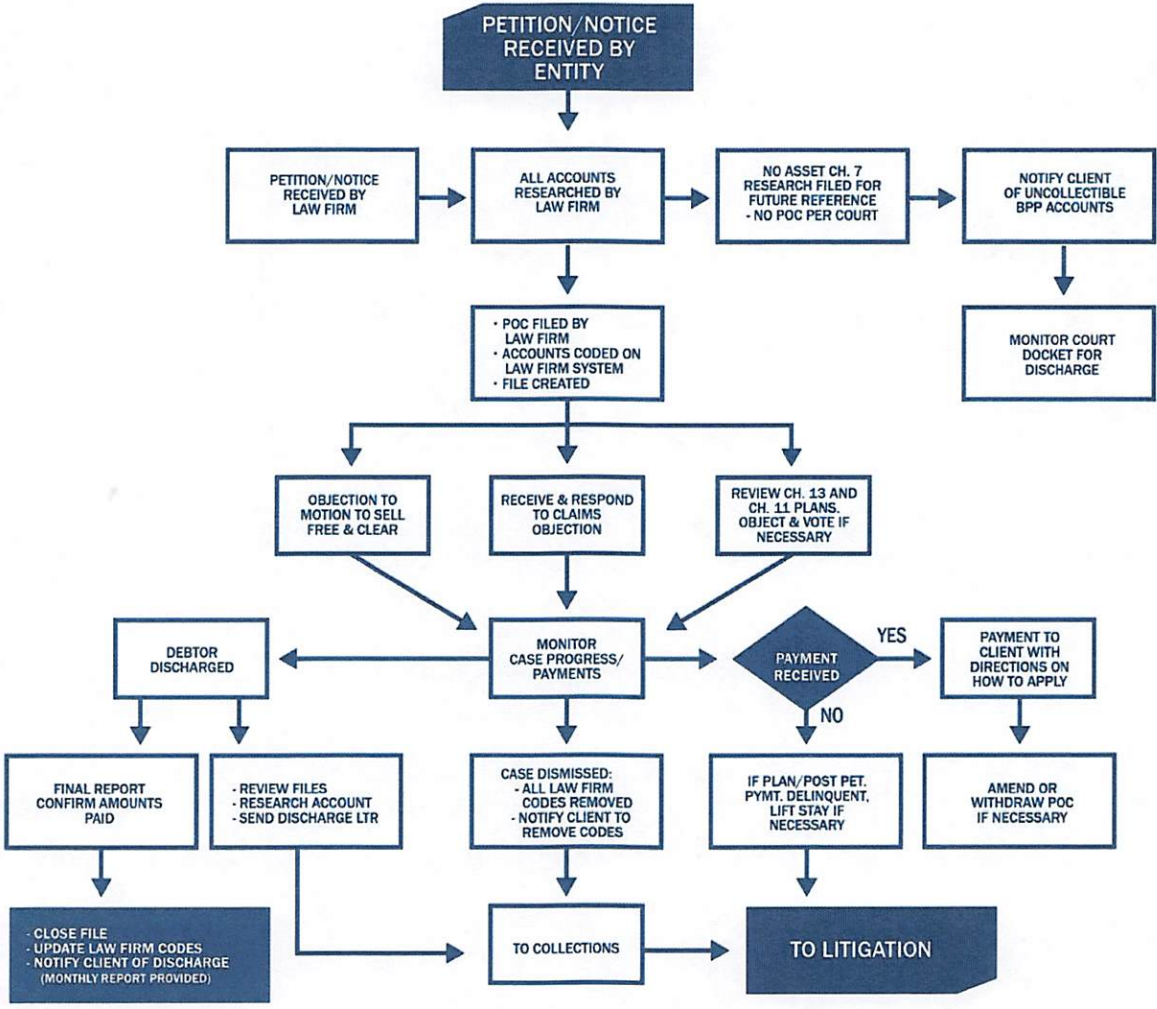 PETITION/NOTICE
RECEIVED BY
ENTITY
PETITION/NOTICE
RECEIVED BY
LAW FIRM
ALL ACCOUNTS
RESEARCHED BY
LAW FIRM
NO ASSET CH. 7
RESEARCH FILED FOR
FUTURE REFERENCE
- NO POC PER COURT
NOTIFY CLIENT
OF UNCOLLECTIBLE
BPP ACCOUNTS
· POC FILED BY
LAW FIRM
· ACCOUNTS CODED ON
LAW FIRM SYSTEM
· FILE CREATED
MONITOR COURT
DOCKET FOR
DISCHARGE
OBJECTION TO
MOTION TO SELL
FREE & CLEAR
RECEIVE & RESPOND
TO CLAIMS
OBJECTION
REVIEW CH. 13 AND
CH. 11 PLANS.
OBJECT & VOTE IF
NECESSARY
DEBTOR
DISCHARGED
MONITOR
CASE PROGRESS/
PAYMENTS
PAYMENT
RECEIVED
YES
NO
PAYMENT TO
CLIENT WITH
DIRECTIONS ON
HOW TO APPLY
FINAL REPORT
CONFIRM AMOUNTS
PAID
- REVIEW FILES
- RESEARCH ACCOUNT
- SEND DISCHARGE LTR
CASE DISMISSED:
- ALL LAW FIRM
CODES REMOVED
- NOTIFY CLIENT TO
REMOVE CODES
IF PLAN/POST PET.
PYMT. DELINQUENT,
LIFT STAY IF
NECESSARY
AMEND OR
WITHDRAW POC
IF NECESSARY
- CLOSE FILE
- UPDATE LAW FIRM CODES
- NOTIFY CLIENT OF DISCHARGE
(MONTHLY REPORT PROVIDED)
TO COLLECTIONS
TO LITIGATION